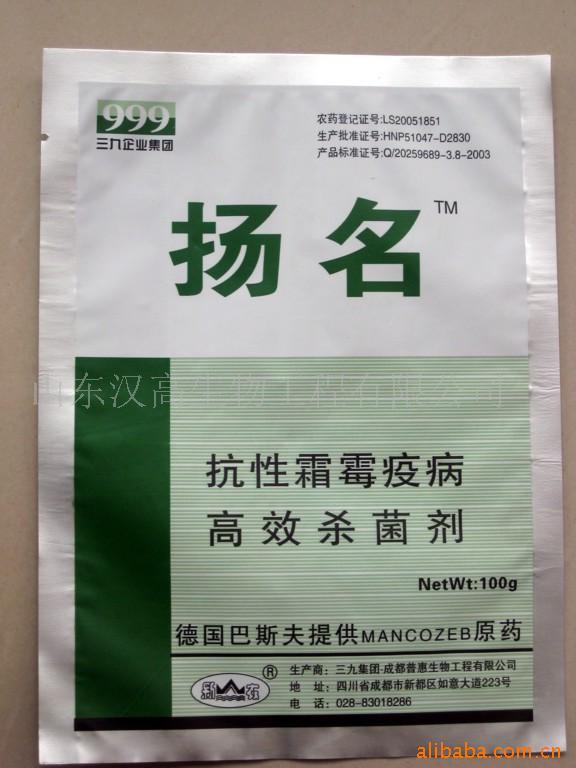 999
三九企业集团
农药登记证号:LS20051851
生产批准证号:HNP51047-D2830
产品标准证号:Q/20259689-3.8-2003
扬名™
山东汉高生物工程有限公司
抗性霜霉疫病
高效杀菌剂
NetWt:100g
德国巴斯夫提供MANCOZEB原药
®
生产商：三九集团-成都普惠生物工程有限公司
地 址：四川省成都市新都区如意大道223号
电 话：028-83018286
alibaba.com.cn